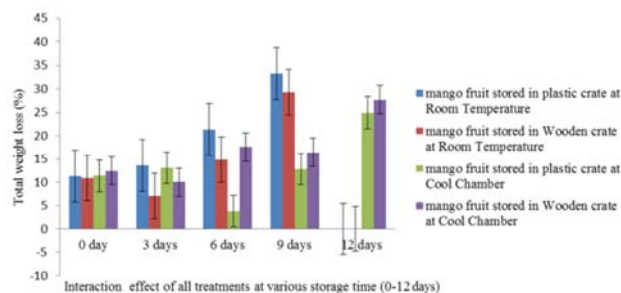 45
40
35
30
25
20
15
10
5
0
-5
-10
Total weight loss (%)
0 day
3 days
6 days
9 days
12 days
Interaction effect of all treatments at various storage time (0-12 days)
mango fruit stored in plastic crate at
Room Temperature
mango fruit stored in Wooden crate
at Room Temperature
mango fruit stored in plastic crate at
Cool Chamber
mango fruit stored in Wooden crate
at Cool Chamber